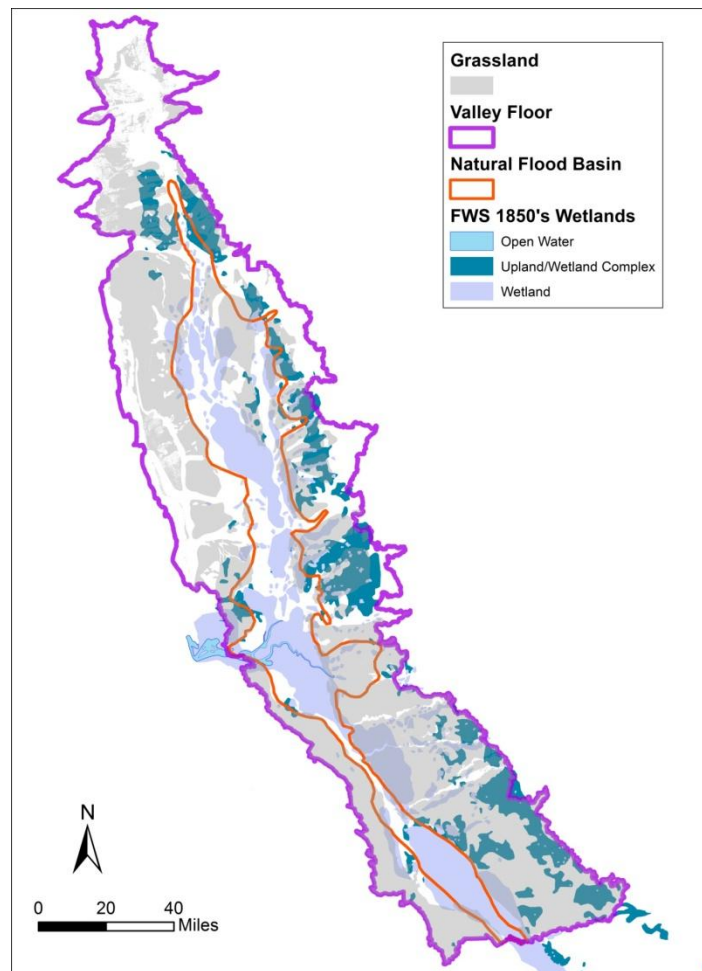 Grassland
Valley Floor
Natural Flood Basin
FWS 1850's Wetlands
Open Water
Upland/Wetland Complex
Wetland
N
0 20 40
Miles